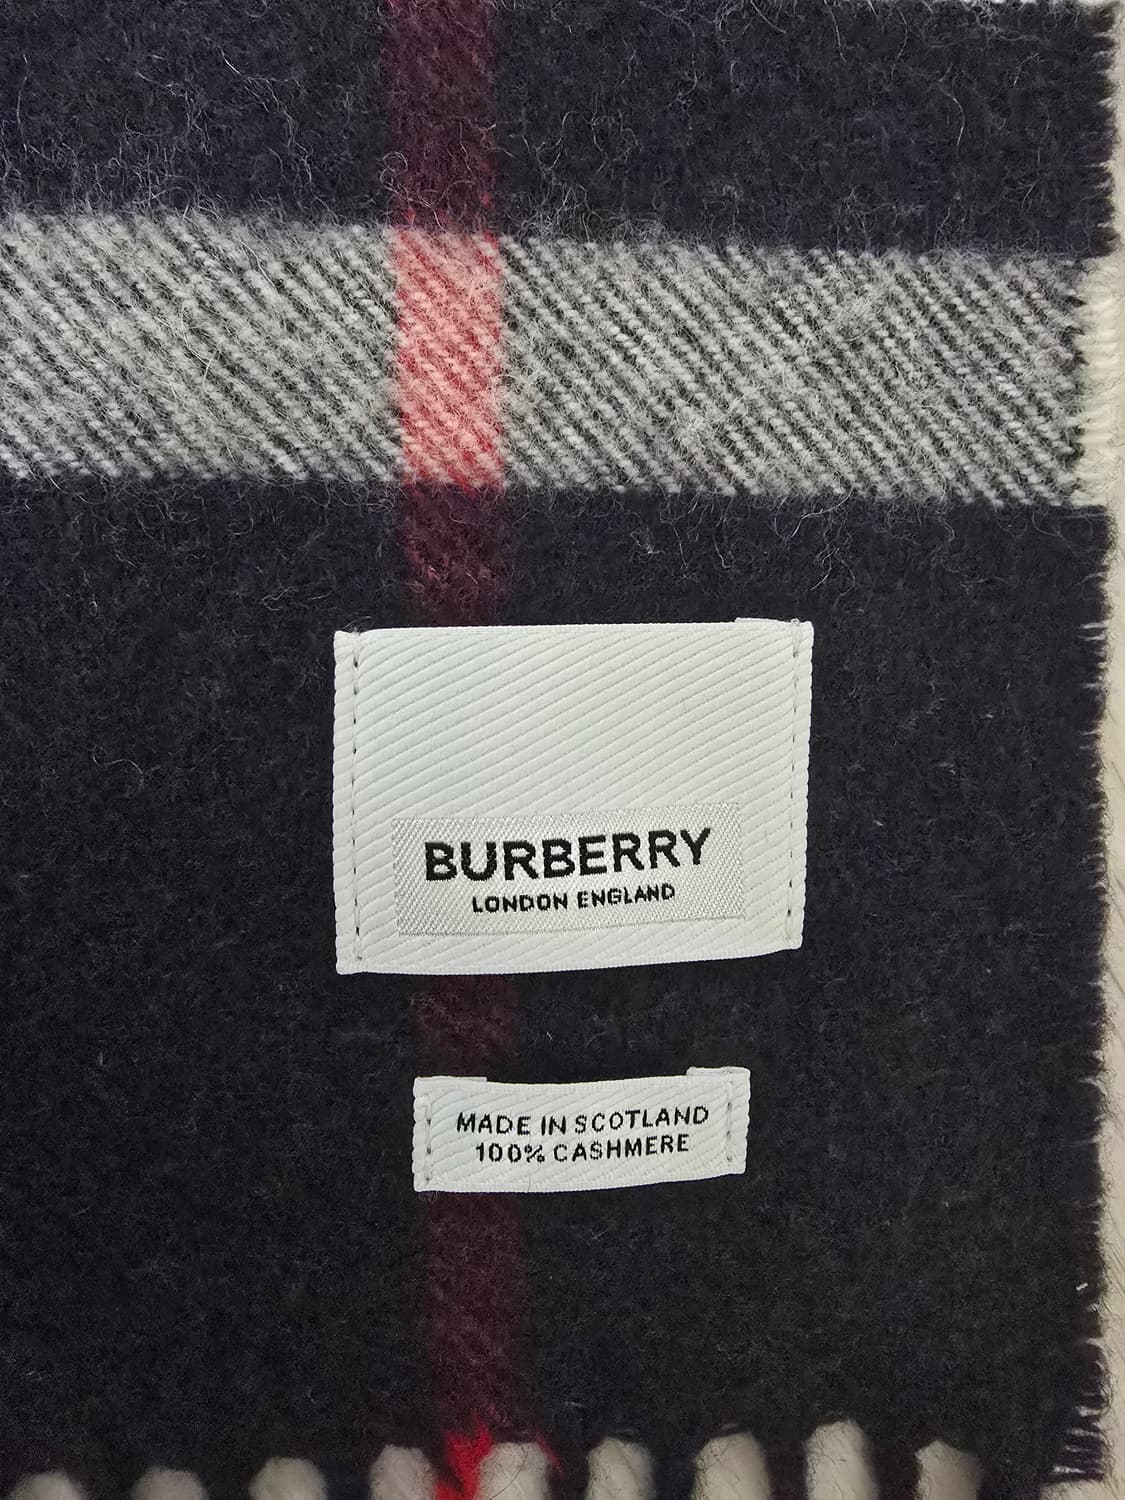 BURBERRY
LONDON ENGLAND
MADE IN SCOTLAND
100% CASHMERE